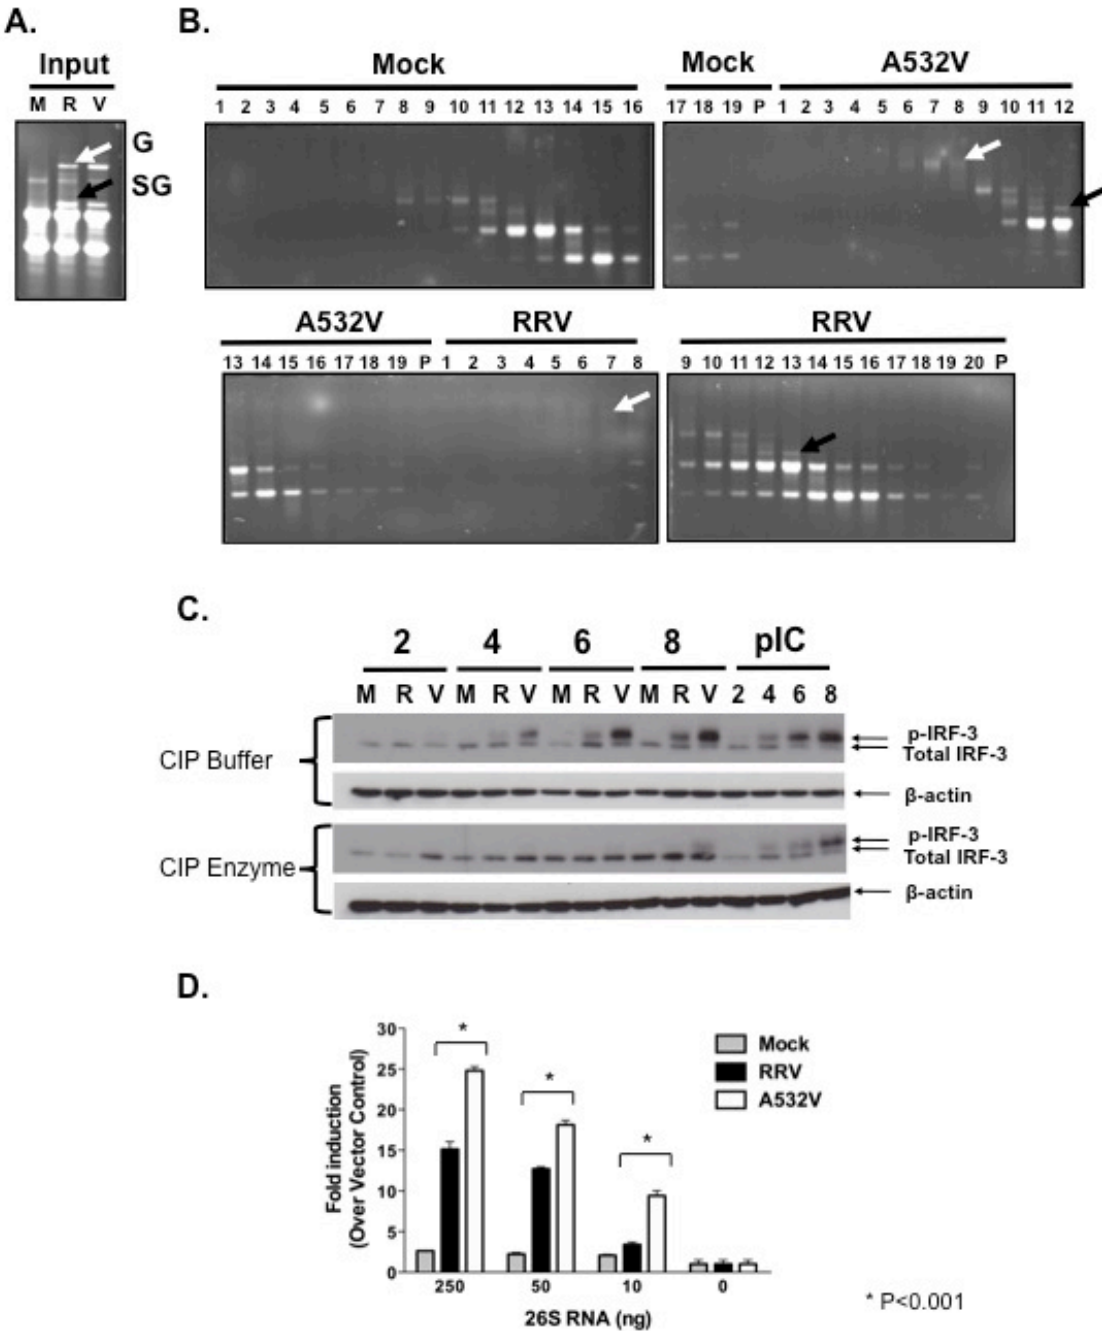 A.
Input
M R V
G
SG
B.
Mock
1 2 3 4 5 6 7 8 9 10 11 12 13 14 15 16
Mock A532V
17 18 19 P 1 2 3 4 5 6 7 8 9 10 11 12
A532V RRV
13 14 15 16 17 18 19 P 1 2 3 4 5 6 7 8
RRV
9 10 11 12 13 14 15 16 17 18 19 20 P
C.
2 4 6 8 pIC
M R V M R V M R V M R V 2 4 6 8
CIP Buffer
p-IRF-3
Total IRF-3
β-actin
CIP Enzyme
p-IRF-3
Total IRF-3
β-actin
D.
Fold induction
(Over Vector Control)
30
25
20
15
10
5
0
* * *
Mock
RRV
A532V
250 50 10 0
26S RNA (ng)
* P<0.001